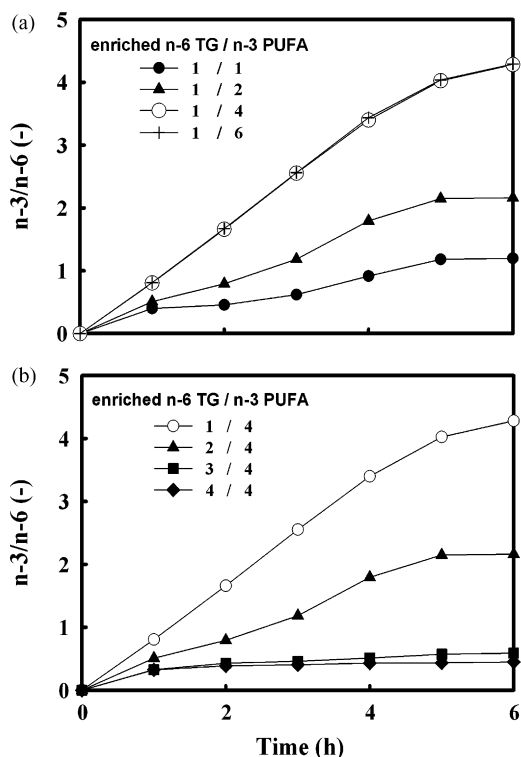 (a)
5
4
3
2
1
0
n-3/n-6 (-)
enriched n-6 TG / n-3 PUFA
1 / 1
1 / 2
1 / 4
1 / 6
(b)
5
4
3
2
1
0
n-3/n-6 (-)
enriched n-6 TG / n-3 PUFA
1 / 4
2 / 4
3 / 4
4 / 4
0 2 4 6
Time (h)